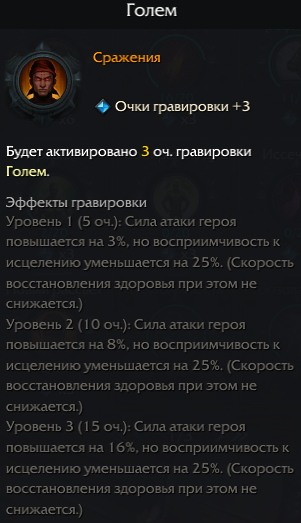 Голем
Сражения
Очки гравировки +3
Будет активировано 3 оч. гравировки
Голем.
Эффекты гравировки
Уровень 1 (5 оч.): Сила атаки героя
повышается на 3%, но восприимчивость к
исцелению уменьшается на 25%. (Скорость
восстановления здоровья при этом не
снижается.)
Уровень 2 (10 оч.): Сила атаки героя
повышается на 8%, но восприимчивость к
исцелению уменьшается на 25%. (Скорость
восстановления здоровья при этом не
снижается.)
Уровень 3 (15 оч.): Сила атаки героя
повышается на 16%, но восприимчивость к
исцелению уменьшается на 25%. (Скорость
восстановления здоровья при этом не
снижается.)